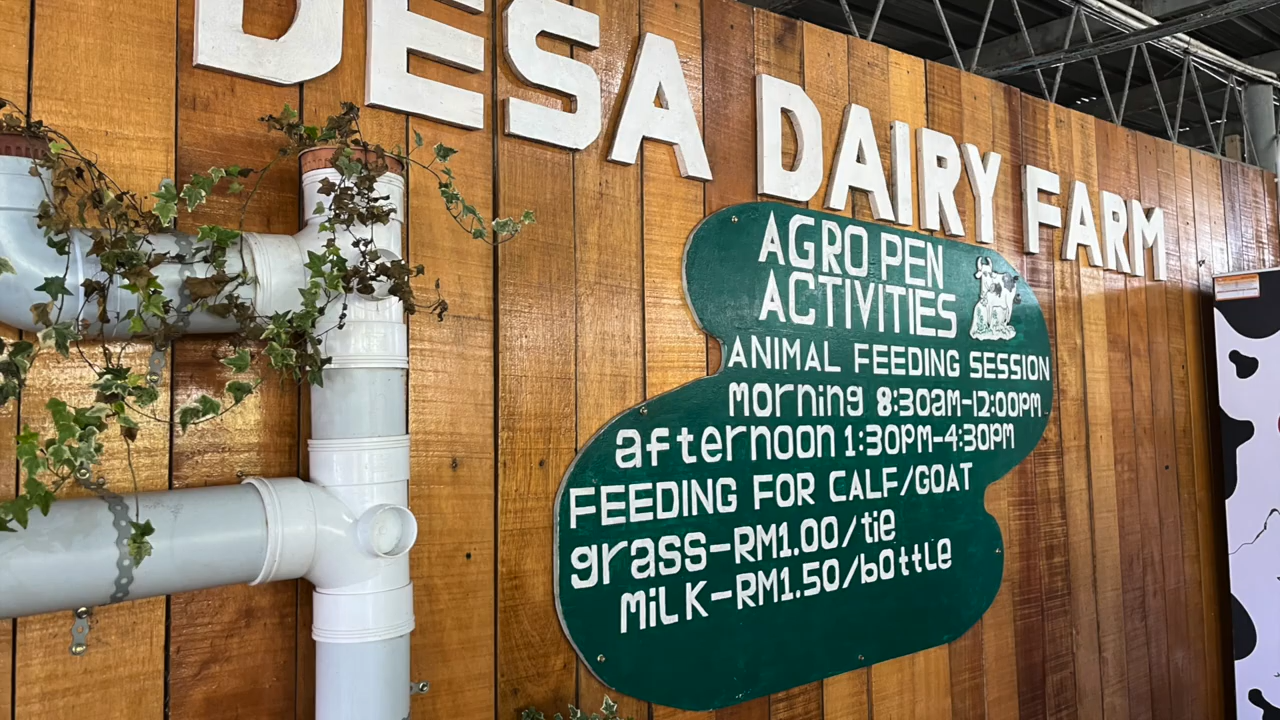 DESA DAIRY FARM
AGRO PEN
ACTIVITIES
ANIMAL FEEDING SESSION
morning 8:30am-12:00PM
afternoon 1:30PM-4:30PM
FEEDING FOR CALF/GOAT
grass-RM1.00/tie
MiLK-RM1.50/bottle